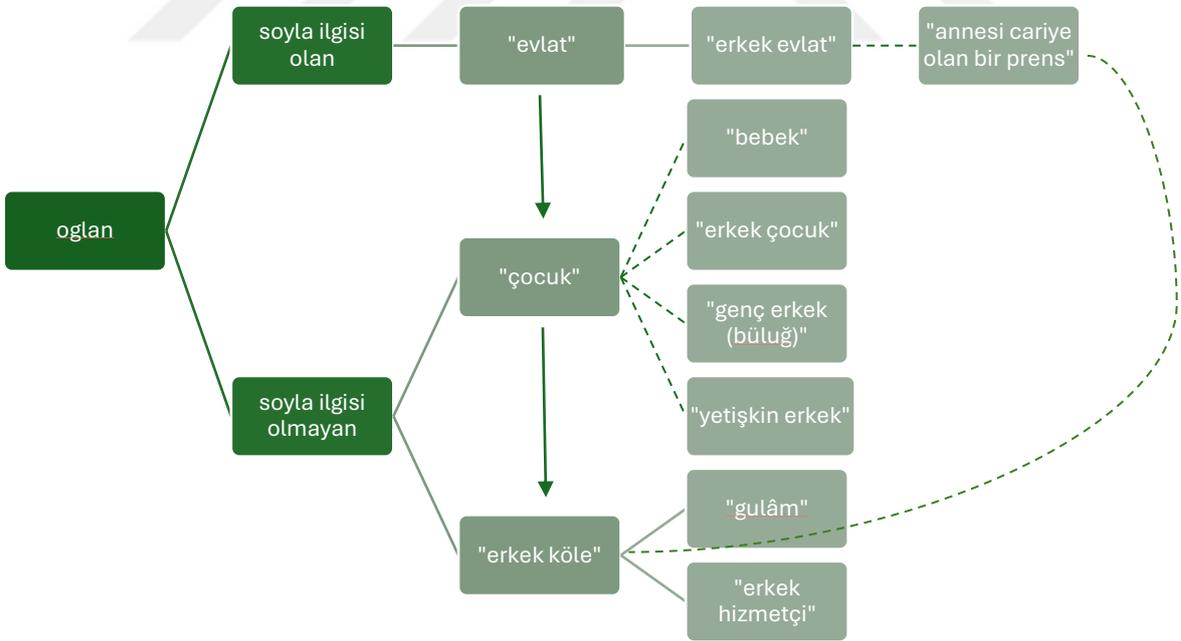 soyla ilgisi
olan
"evlat"
"erkek evlat"
"annesi cariye
olan bir prens"
"bebek"
oglan
"erkek çocuk"
"çocuk"
"genç erkek
(büluğ)"
soyla ilgisi
olmayan
"yetişkin erkek"
"gulâm"
"erkek köle"
"erkek
hizmetçi"